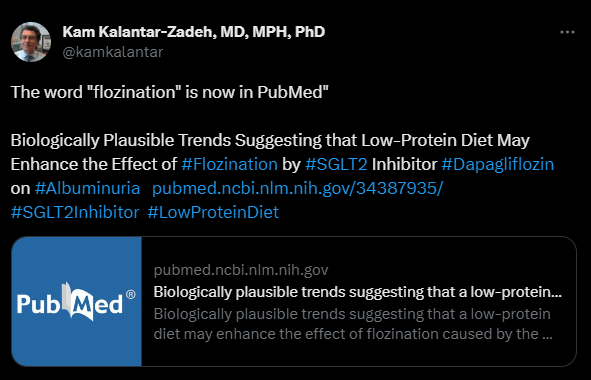 Kam Kalantar-Zadeh, MD, MPH, PhD
@kamkalantar
The word "flozination" is now in PubMed"
Biologically Plausible Trends Suggesting that Low-Protein Diet May
Enhance the Effect of #Flozination by #SGLT2 Inhibitor #Dapagliflozin
on #Albuminuria pubmed.ncbi.nlm.nih.gov/34387935/
#SGLT2Inhibitor #LowProteinDiet
PubMed®
pubmed.ncbi.nlm.nih.gov
Biologically plausible trends suggesting that a low-protein...
Biologically plausible trends suggesting that a low-protein
diet may enhance the effect of flozination caused by the ...